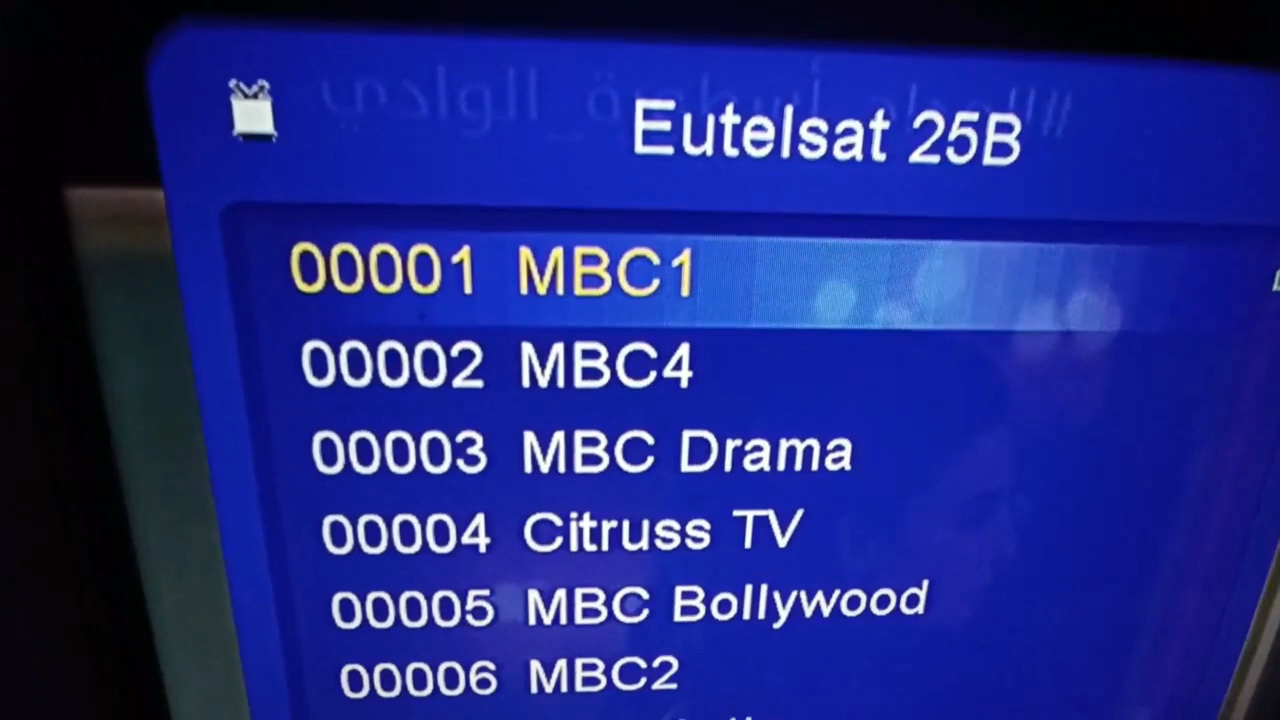 Eutelsat 25B
00001 MBC1
00002 MBC4
00003 MBC Drama
00004 Citruss TV
00005 MBC Bollywood
00006 MBC2